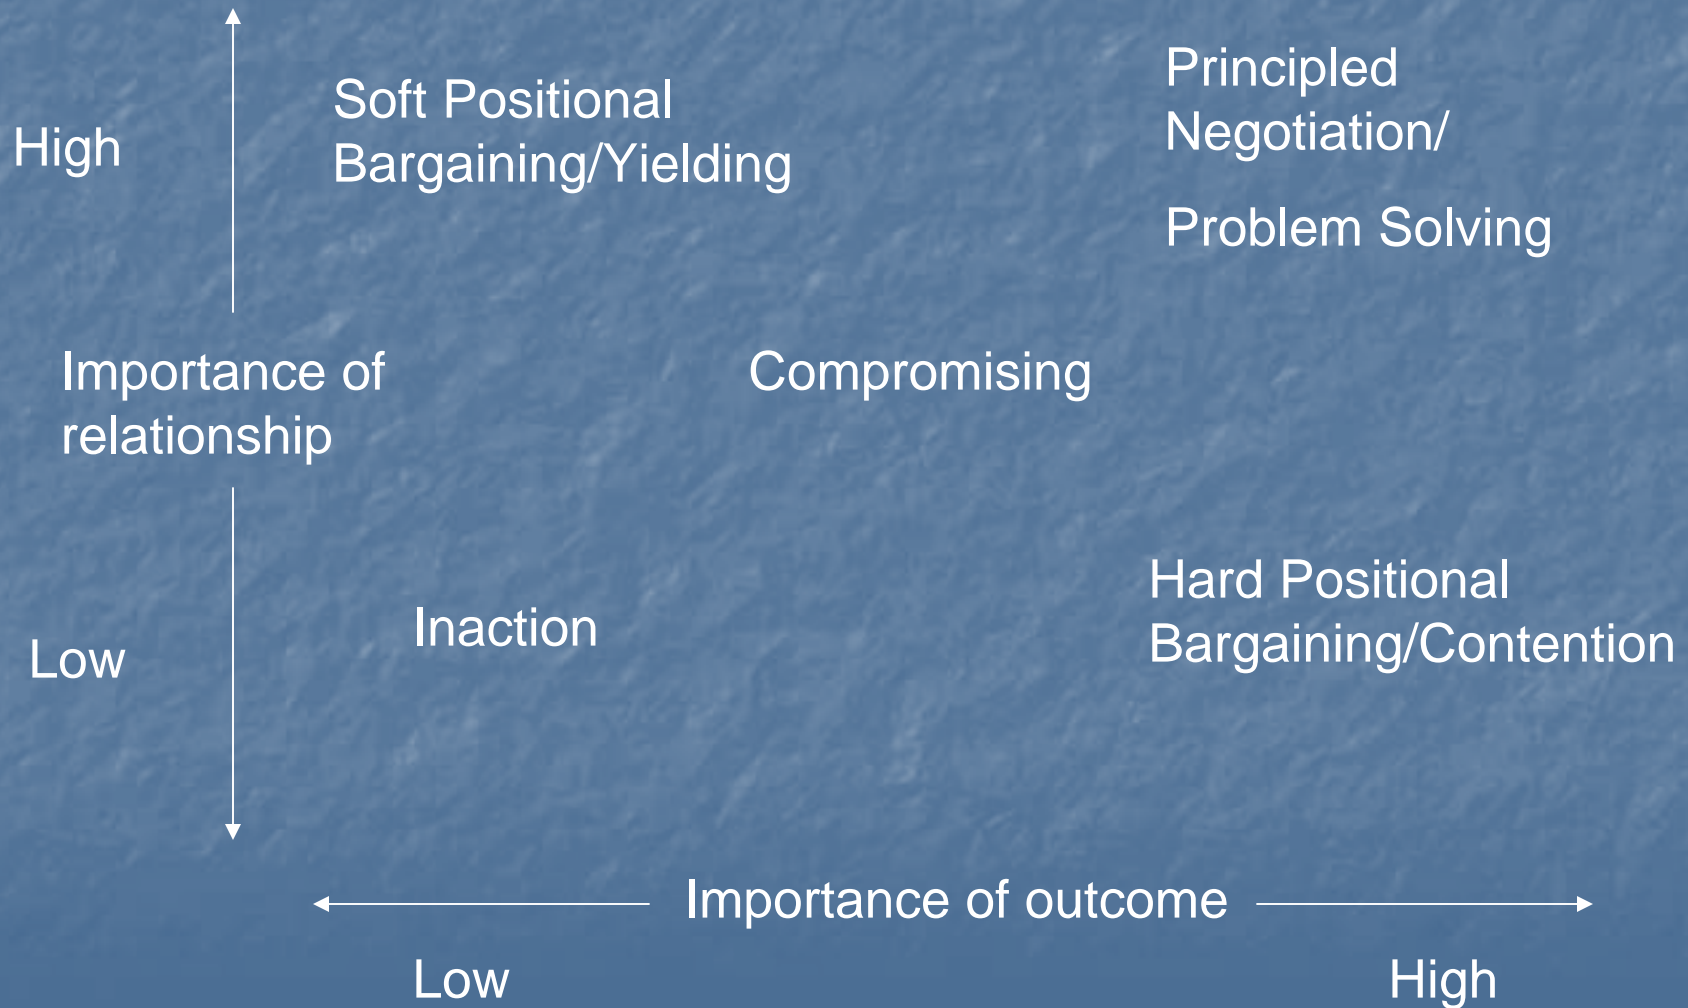 High
Soft Positional
Bargaining/Yielding
Principled
Negotiation/
Problem Solving
Importance of
relationship
Compromising
Low
Inaction
Hard Positional
Bargaining/Contention
Importance of outcome
Low
High